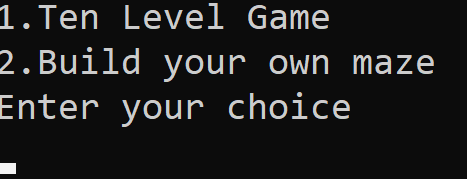 1.Ten Level Game
2.Build your own maze
Enter your choice